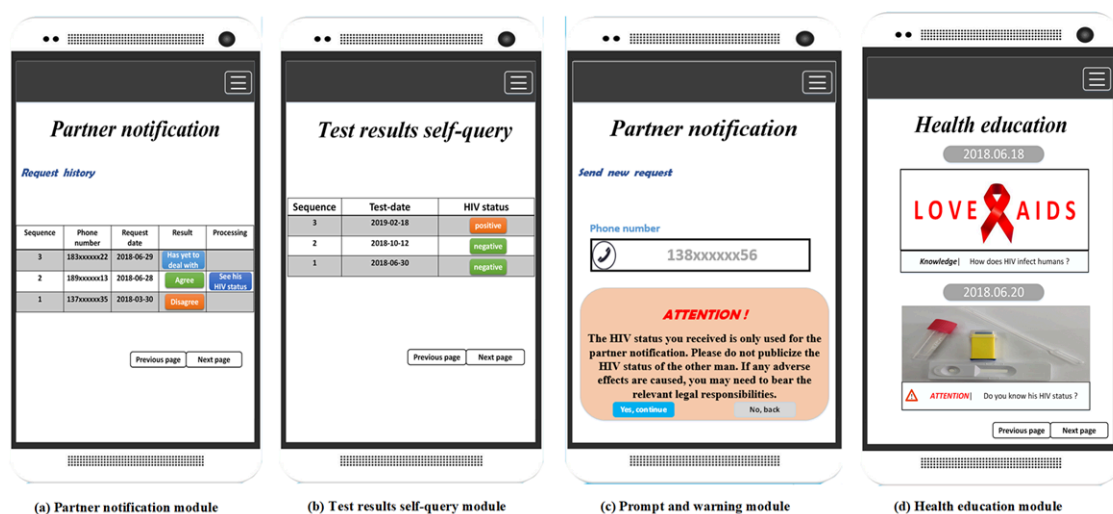 Partner notification
Request history
Sequence Phone number Request date Result Processing
3 183xxxxxx22 2018-06-29 Has yet to deal with
2 189xxxxxx13 2018-06-28 Agree See his HIV status
1 137xxxxxx35 2018-03-30 Disagree
Previous page Next page
(a) Partner notification module
Test results self-query
Sequence Test-date HIV status
3 2019-02-18 positive
2 2018-10-12 negative
1 2018-06-30 negative
Previous page Next page
(b) Test results self-query module
Partner notification
Send new request
Phone number
138xxxxxx56
ATTENTION !
The HIV status you received is only used for the
partner notification. Please do not publicize the
HIV status of the other man. If any adverse
effects are caused, you may need to bear the
relevant legal responsibilities.
Yes, continue No, back
(c) Prompt and warning module
Health education
2018.06.18
LOVE AIDS
Knowledge| How does HIV infect humans ?
2018.06.20
ATTENTION| Do you know his HIV status ?
Previous page Next page
(d) Health education module